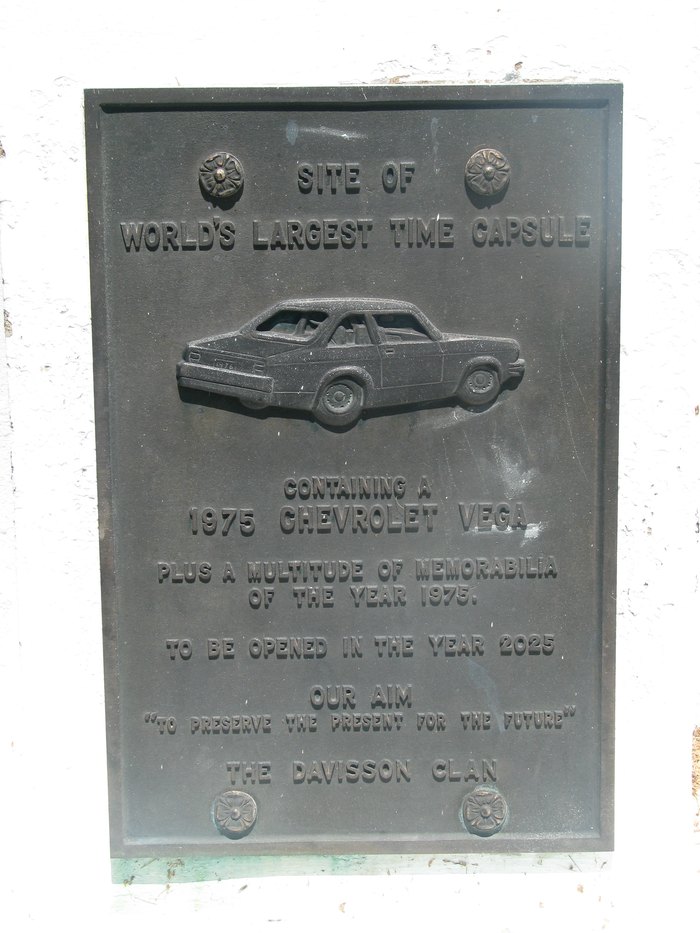 SITE OF
WORLD'S LARGEST TIME CAPSULE
CONTAINING A
1975 CHEVROLET VEGA
PLUS A MULTITUDE OF MEMORABILIA
OF THE YEAR 1975.
TO BE OPENED IN THE YEAR 2025
OUR AIM
"TO PRESERVE THE PRESENT FOR THE FUTURE"
THE DAVISSON CLAN